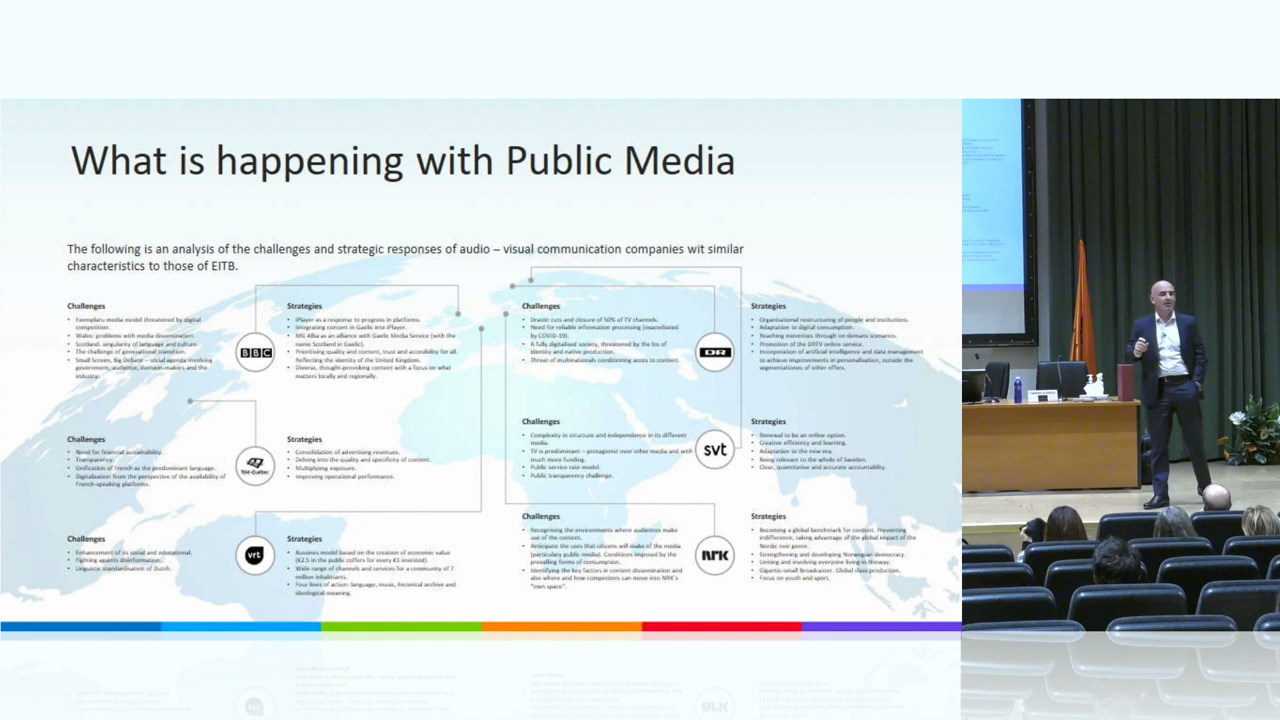 What is happening with Public Media
The following is an analysis of the challenges and strategic responses of audio – visual communication companies wit similar
characteristics to those of EITB.
Challenges
• Exemplary media model threatened by digital
competition.
• Wales: problems with media dissemination.
• Scotland: singularity of language and culture.
• The challenge of generational transition.
• Small Screen, Big Debate – social agenda involving
government, audience, decision-makers and the
industry.
BBC
Strategies
• iPlayer as a response to progress in platforms.
• Integrating content in Gaelic into iPlayer.
• MG Alba as an alliance with Gaelic Media Service (with the
name Scotland in Gaelic).
• Prioritising quality and content, trust and accessibility for all.
Reflecting the identity of the United Kingdom.
• Diverse, thought-provoking content with a focus on what
matters locally and regionally.
Challenges
• Drastic cuts and closure of 50% of TV channels.
• Need for reliable information processing (exacerbated
by COVID-19).
• A fully digitalised society, threatened by the los of
identity and native production.
• Threat of multinationals conditioning acces to content.
DR
Strategies
• Organisational restructuring of people and institutions.
• Adaptation to digital consumption.
• Reaching minorities through on-demand scenarios.
• Promotion of the DRTV online service.
• Incorporation of artificial intelligence and data management
to achieve improvements in personalisation, outside the
segmentationes of other offers.
Challenges
• Need for financial sustainability.
• Transparency.
• Unification of French as the predominant language.
• Digitalisation from the perspective of the availability of
French-speaking platforms.
Télé-Québec
Strategies
• Consolidation of advertising revenues.
• Delving into the quality and specificity of content.
• Multiplying exposure.
• Improving operational performance.
Challenges
• Complexity in structure and independence in its different
media.
• TV is predominant – protagonist over other media and with
much more funding.
• Public service rate model.
• Public transparency challenge.
svt
Strategies
• Renewal to be an online option.
• Creative efficiency and learning.
• Adaptation to the new era.
• Being relevant to the whole of Sweden.
• Clear, quantitative and accurate accountability.
Challenges
• Enhancement of its social and educational.
• Fighting againts desinformation.
• Linguistic standardisation of Dutch.
vrt
Strategies
• Bussines model based on the creation of economic value
(€2.5 in the public coffers for every €1 invested).
• Wide range of channels and services for a community of 7
million inhabitants.
• Four lines of action: language, music, historical archive and
ideological meaning.
Challenges
• Recognising the environments where audiences make
use of the content.
• Anticipate the uses that citizens will make of the media
(particulary public media). Conditions imposed by the
prevailing forms of consumption.
• Identifying the key factors in content dissemination and
also where and how competitors can move into NRK's
"own space".
NRK
Strategies
• Becoming a global benchmark for content. Preventing
indifference, taking advantage of the global impact of the
Nordic noir genre.
• Strengthening and developing Norwegian democracy.
• Uniting and involving everyone living in Norway.
• Gigantic-small Broadcaster. Global class production.
• Focus on youth and sport.